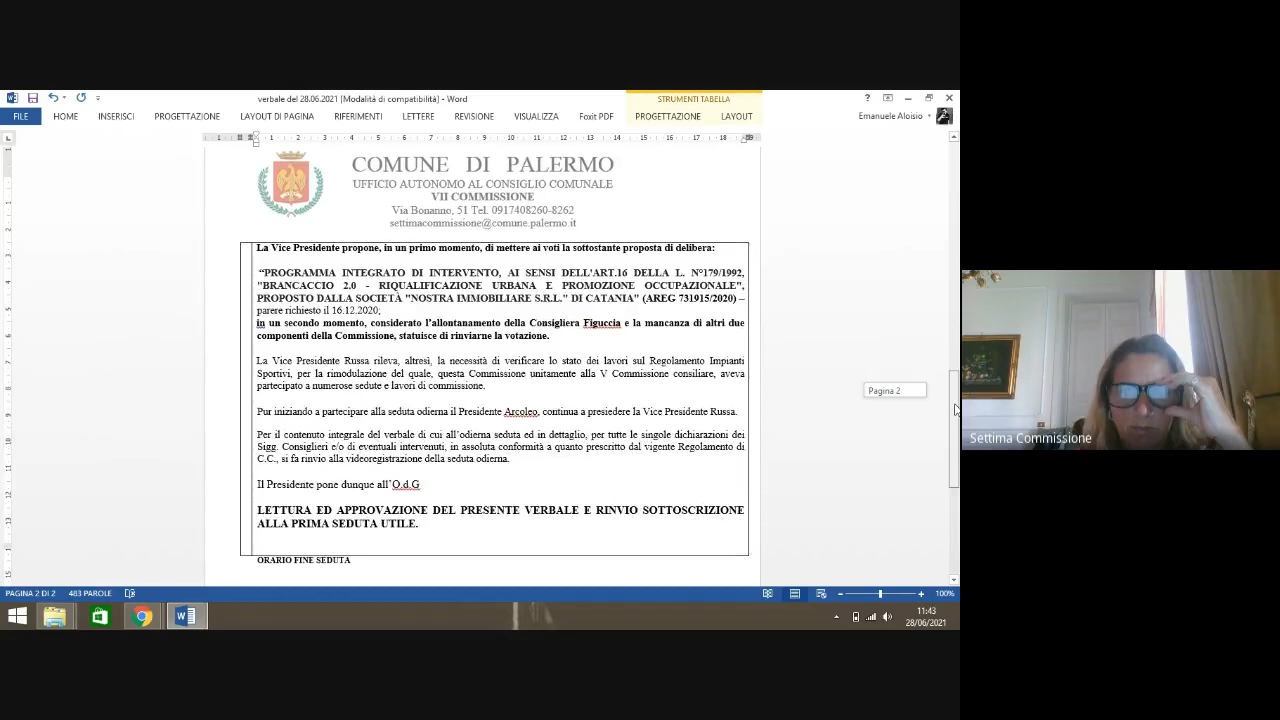 verbale del 28.06.2021 [Modalità di compatibilità] - Word
STRUMENTI TABELLA
FILE HOME INSERISCI PROGETTAZIONE LAYOUT DI PAGINA RIFERIMENTI LETTERE REVISIONE VISUALIZZA Foxit PDF PROGETTAZIONE LAYOUT Emanuele Aloisio
COMUNE DI PALERMO
UFFICIO AUTONOMO AL CONSIGLIO COMUNALE
VII COMMISSIONE
Via Bonanno, 51 Tel. 0917408260-8262
settimacommissione@comune.palermo.it
La Vice Presidente propone, in un primo momento, di mettere ai voti la sottostante proposta di delibera:
“PROGRAMMA INTEGRATO DI INTERVENTO, AI SENSI DELL'ART.16 DELLA L. N°179/1992,
"BRANCACCIO 2.0 - RIQUALIFICAZIONE URBANA E PROMOZIONE OCCUPAZIONALE",
PROPOSTO DALLA SOCIETÀ "NOSTRA IMMOBILIARE S.R.L." DI CATANIA" (AREG 731915/2020) –
parere richiesto il 16.12.2020;
in un secondo momento, considerato l’allontanamento della Consigliera Figuccia e la mancanza di altri due
componenti della Commissione, statuisce di rinviarne la votazione.
La Vice Presidente Russa rileva, altresì, la necessità di verificare lo stato dei lavori sul Regolamento Impianti
Sportivi, per la rimodulazione del quale, questa Commissione unitamente alla V Commissione consiliare, aveva
partecipato a numerose sedute e lavori di commissione.
Pur iniziando a partecipare alla seduta odierna il Presidente Arcoleo, continua a presiedere la Vice Presidente Russa.
Per il contenuto integrale del verbale di cui all’odierna seduta ed in dettaglio, per tutte le singole dichiarazioni dei
Sigg. Consiglieri e/o di eventuali intervenuti, in assoluta conformità a quanto prescritto dal vigente Regolamento di
C.C., si fa rinvio alla videoregistrazione della seduta odierna.
Il Presidente pone dunque all’O.d.G
LETTURA ED APPROVAZIONE DEL PRESENTE VERBALE E RINVIO SOTTOSCRIZIONE
ALLA PRIMA SEDUTA UTILE.
ORARIO FINE SEDUTA
Pagina 2
Settima Commissione
PAGINA 2 DI 2 483 PAROLE 100%
11:43
28/06/2021